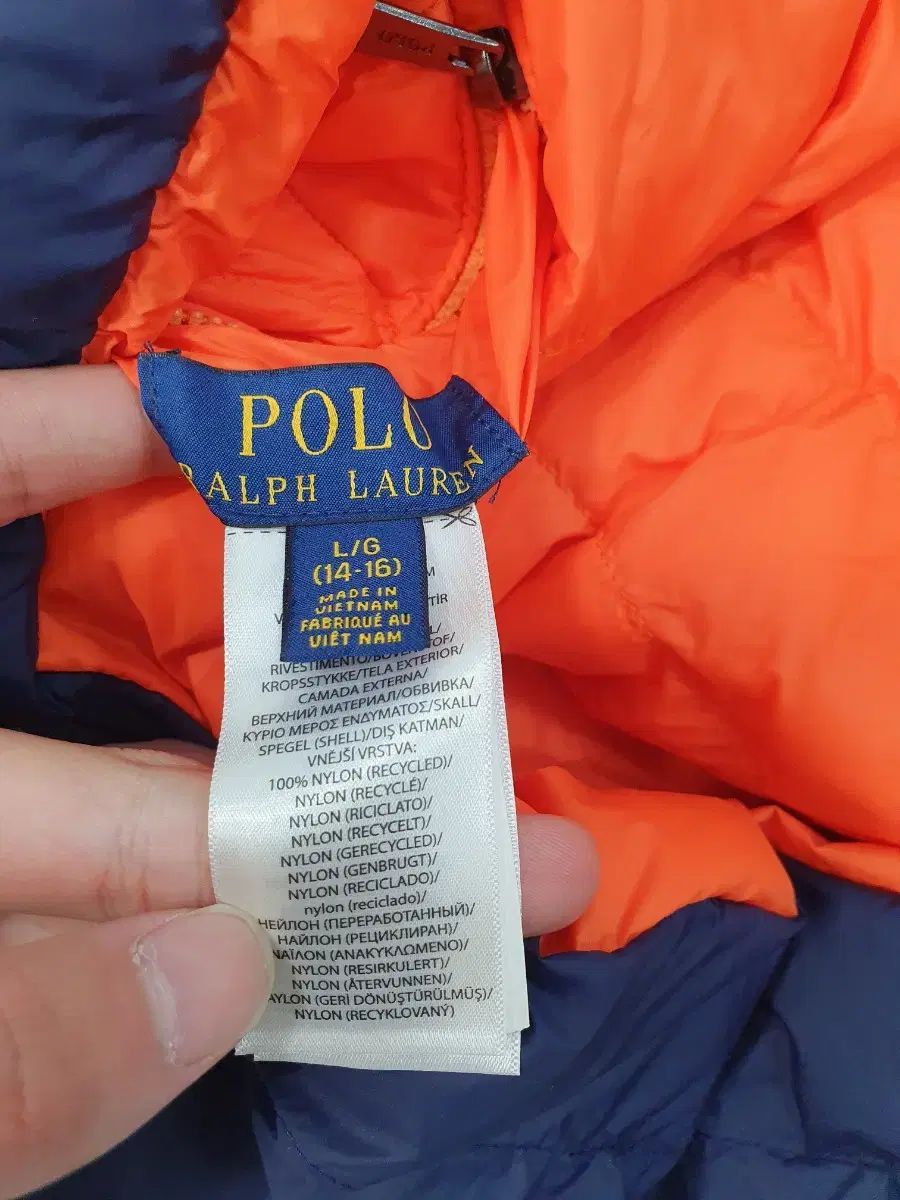 POLO
POLO
RALPH LAUREN
L/G
(14-16)
MADE IN
VIETNAM
FABRIQUÉ AU
VIÊT NAM
RIVESTIMENTO/
KROPSSTYKKE/TELA EXTERIOR/
CAMADA EXTERNA/
ВЕРХНИЙ МАТЕРИАЛ/ОБВИВКА/
ΚΥΡΙΟ ΜΕΡΟΣ ΕΝΔΥΜΑΤΟΣ/SKALL/
SPEGEL (SHELL)/DIŞ KATMAN/
VNĚJŠÍ VRSTVA:
100% NYLON (RECYCLED)/
NYLON (RECYCLÉ)/
NYLON (RICICLATO)/
NYLON (RECYCELT)/
NYLON (GERECYCLED)/
NYLON (GENBRUGT)/
NYLON (RECICLADO)/
nylon (reciclado)/
НЕЙЛОН (ПЕРЕРАБОТАННЫЙ)/
НАЙЛОН (РЕЦИКЛИРАН)/
ΝΑΪΛΟΝ (ΑΝΑΚΥΚΛΩΜΕΝΟ)/
NYLON (RESIRKULERT)/
NYLON (ÅTERVUNNEN)/
NAYLON (GERİ DÖNÜŞTÜRÜLMÜŞ)/
NYLON (RECYKLOVANÝ)